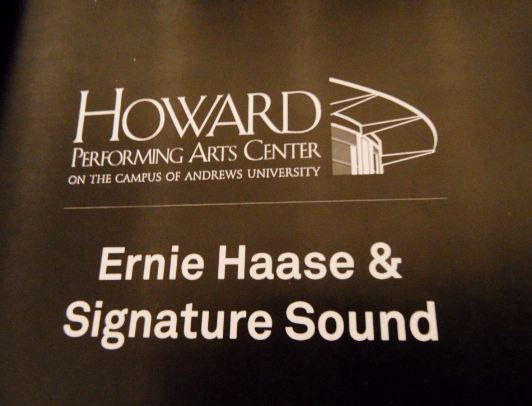 HOWARD
PERFORMING ARTS CENTER
ON THE CAMPUS OF ANDREWS UNIVERSITY
Ernie Haase &
Signature Sound